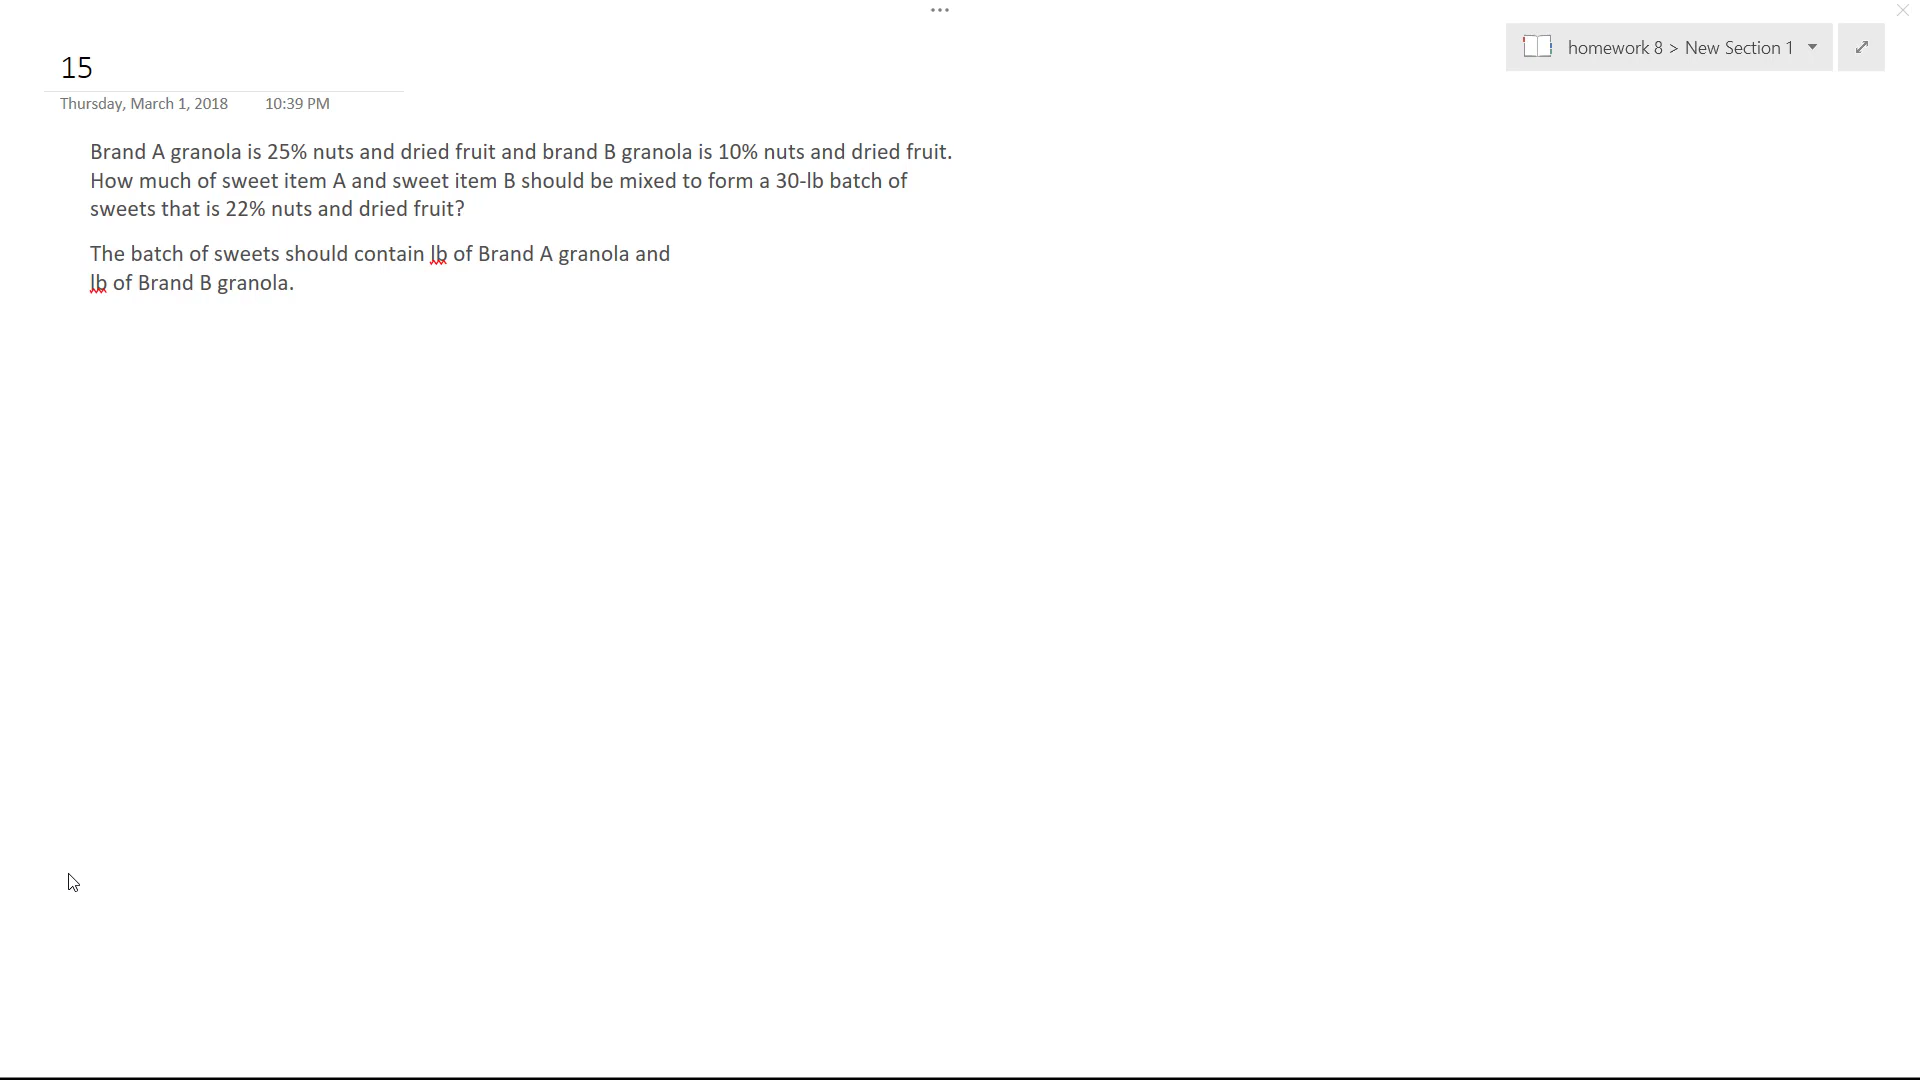 homework 8 > New Section 1
15
Thursday, March 1, 2018 10:39 PM
Brand A granola is 25% nuts and dried fruit and brand B granola is 10% nuts and dried fruit.
How much of sweet item A and sweet item B should be mixed to form a 30-lb batch of
sweets that is 22% nuts and dried fruit?
The batch of sweets should contain lb of Brand A granola and
lb of Brand B granola.